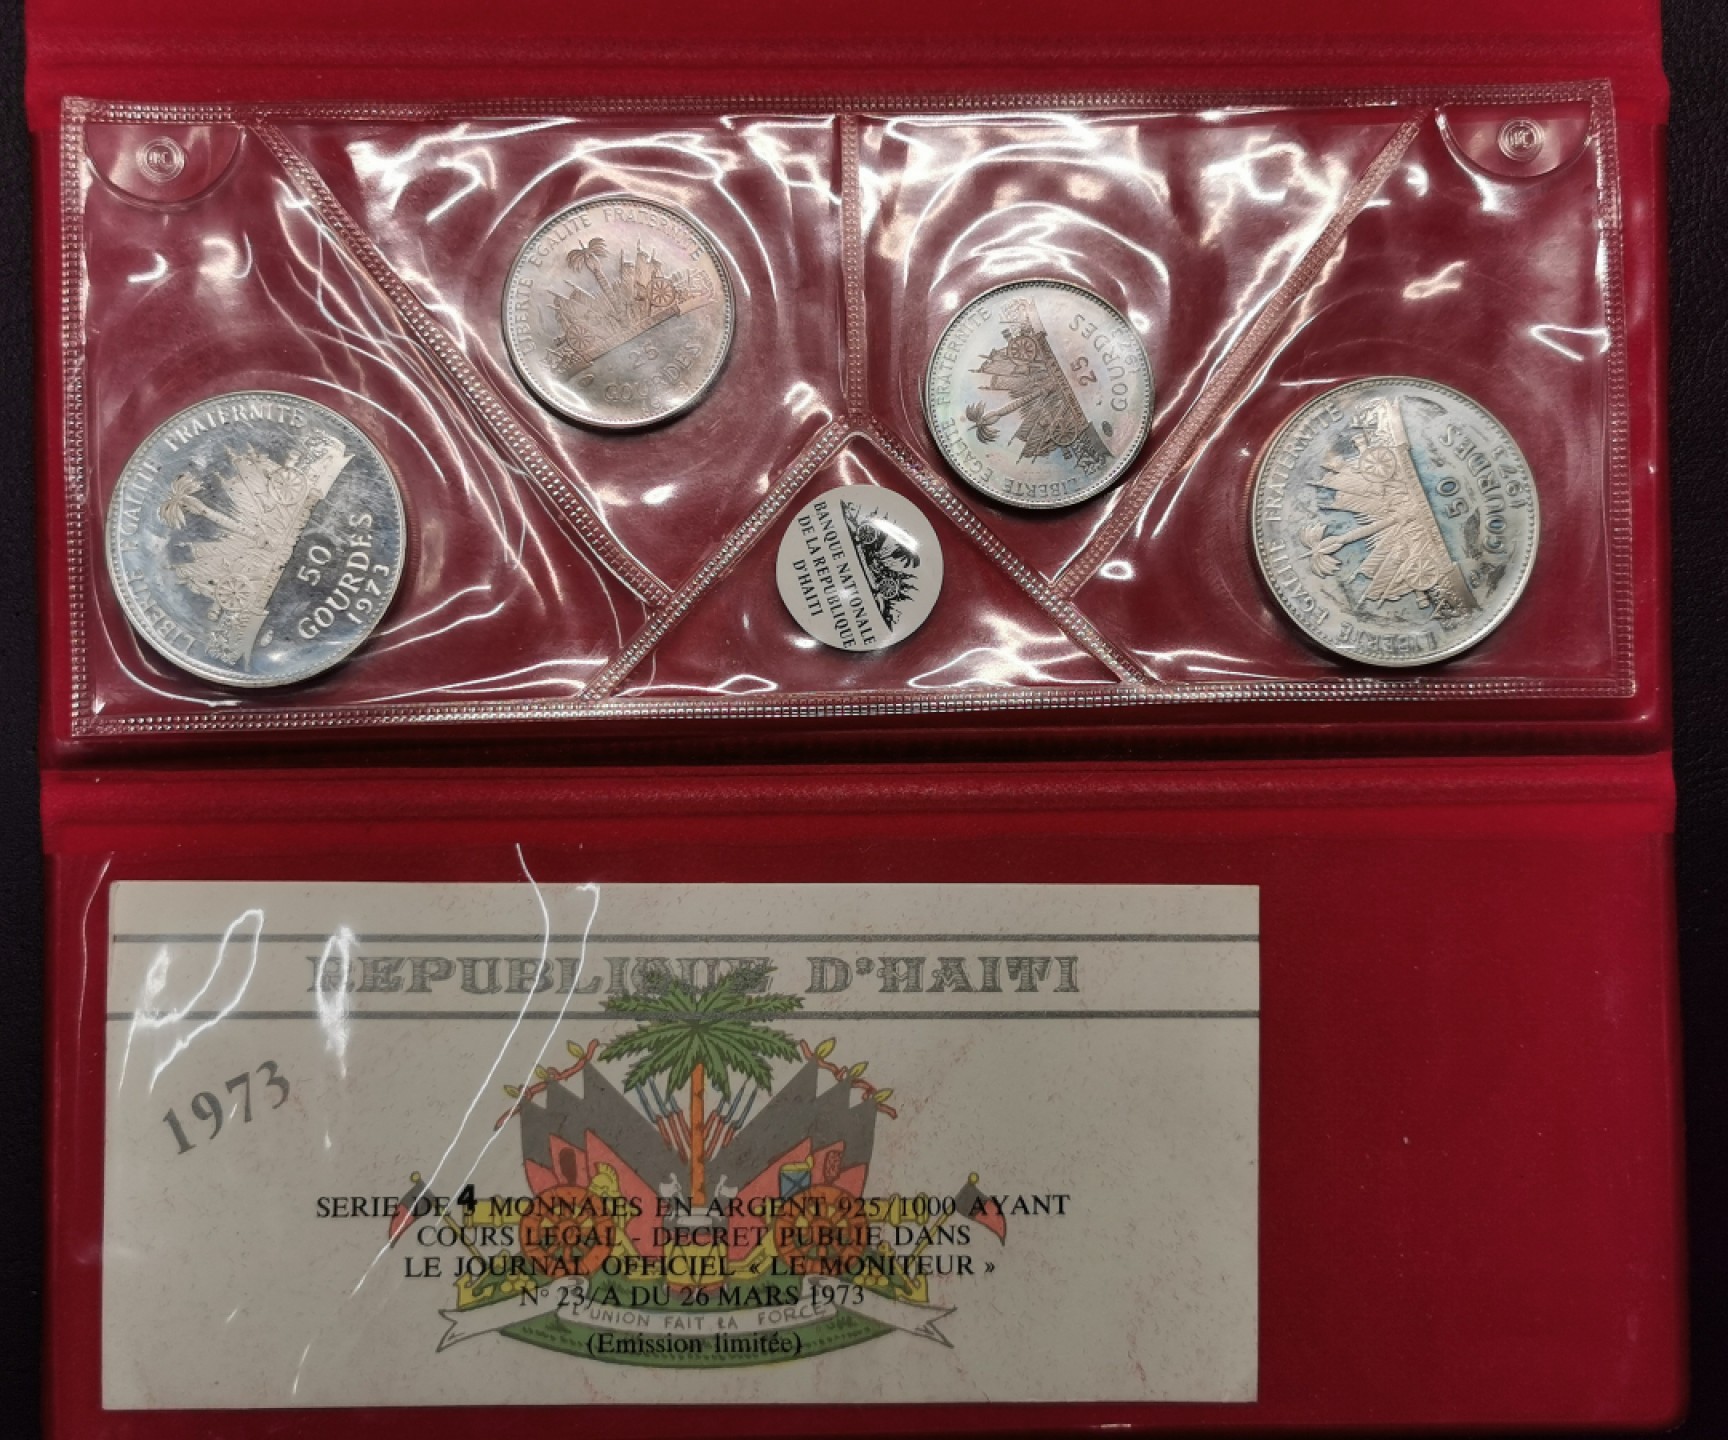 LIBERTE EGALITE FRATERNITE
50
GOURDES
1973
LIBERTE EGALITE FRATERNITE
25
GOURDES
LIBERTE EGALITE FRATERNITE
25
GOURDES
LIBERTE EGALITE FRATERNITE
50
GOURDES
1973
BANQUE NATIONALE
DE LA REPUBLIQUE
D'HAITI
REPUBLIQUE D'HAITI
1973
SERIE DE 4 MONNAIES EN ARGENT 925/1000 AYANT
COURS LEGAL - DECRET PUBLIE DANS
LE JOURNAL OFFICIEL « LE MONITEUR »
N° 23/A DU 26 MARS 1973
L'UNION FAIT LA FORCE
(Emission limitée)